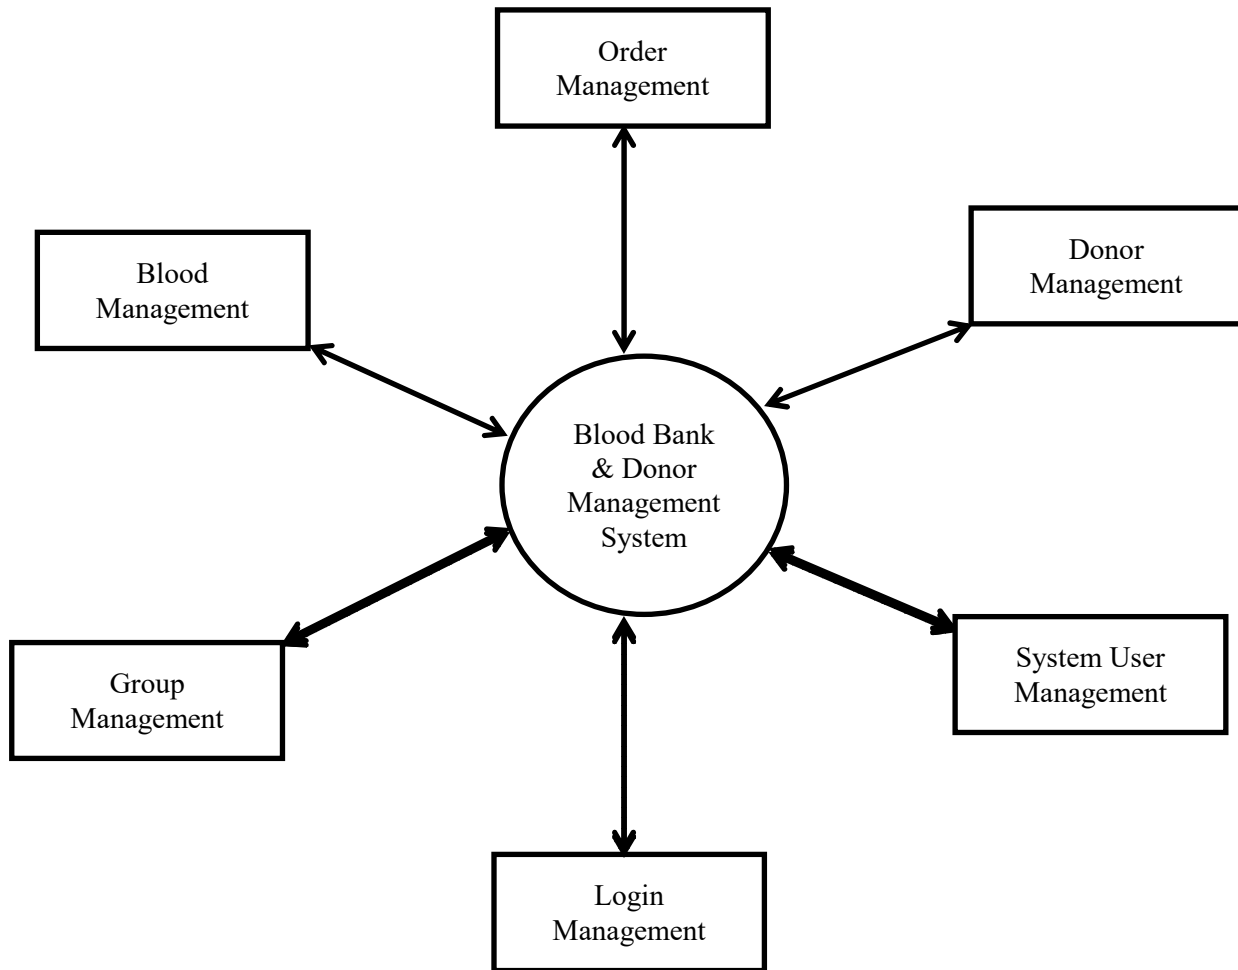 Order
Management
Donor
Management
Blood
Management
Blood Bank
& Donor
Management
System
System User
Management
Group
Management
Login
Management